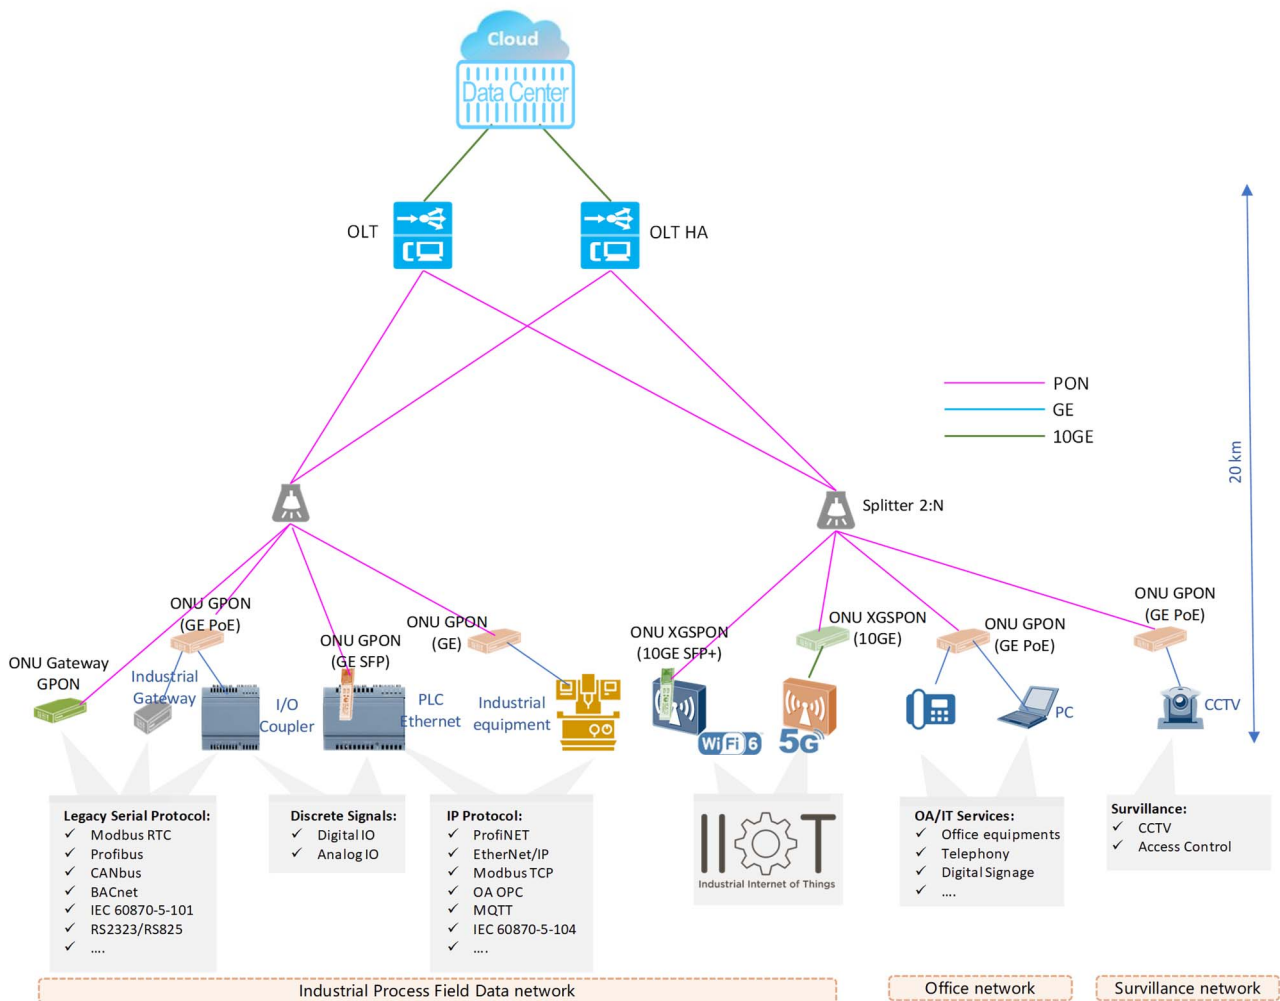 Cloud
Data Center
OLT
OLT HA
PON
GE
10GE
20 km
Splitter 2:N
ONU GPON
(GE PoE)
ONU GPON
(GE SFP)
ONU GPON
(GE)
ONU XGSPON
(10GE SFP+)
ONU XGSPON
(10GE)
ONU GPON
(GE PoE)
ONU GPON
(GE PoE)
ONU Gateway
GPON
Industrial
Gateway
I/O
Coupler
PLC
Ethernet
Industrial
equipment
WiFi 6
5G
PC
CCTV
Legacy Serial Protocol:
✓ Modbus RTC
✓ Profibus
✓ CANbus
✓ BACnet
✓ IEC 60870-5-101
✓ RS2323/RS825
✓ ....
Discrete Signals:
✓ Digital IO
✓ Analog IO
IP Protocol:
✓ ProfiNET
✓ EtherNet/IP
✓ Modbus TCP
✓ OA OPC
✓ MQTT
✓ IEC 60870-5-104
✓ ....
IIOT
Industrial Internet of Things
OA/IT Services:
✓ Office equipments
✓ Telephony
✓ Digital Signage
✓ ....
Survillance:
✓ CCTV
✓ Access Control
Industrial Process Field Data network
Office network
Survillance network